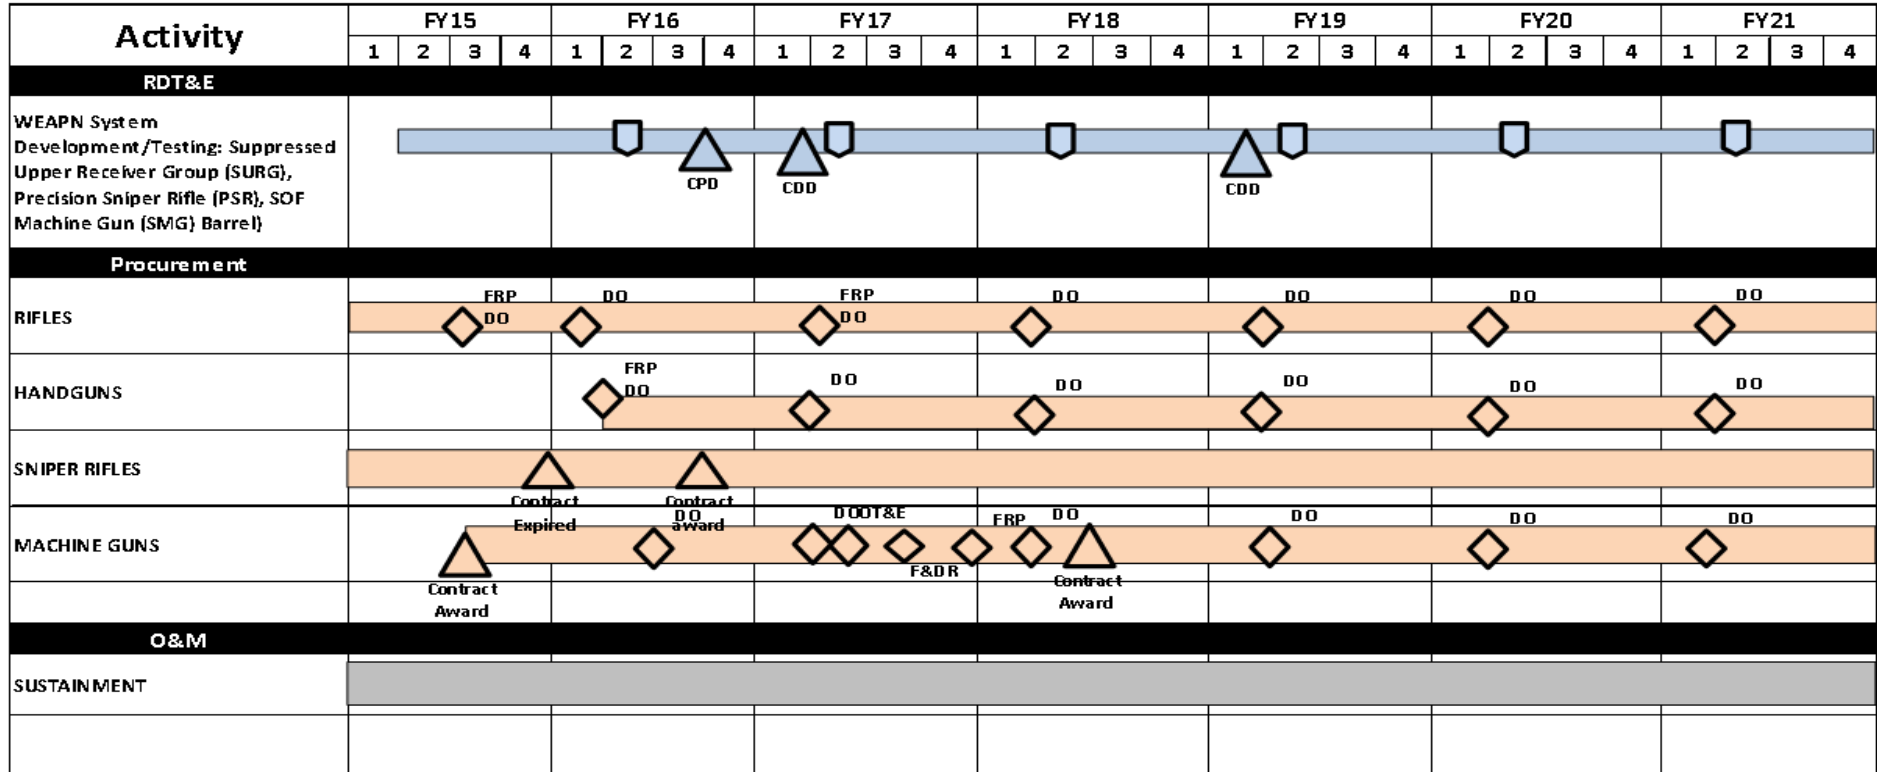 Activity
FY15 FY16 FY17 FY18 FY19 FY20 FY21
1 2 3 4 1 2 3 4 1 2 3 4 1 2 3 4 1 2 3 4 1 2 3 4 1 2 3 4
RDT&E
WEAPN System
Development/Testing: Suppressed
Upper Receiver Group (SURG),
Precision Sniper Rifle (PSR), SOF
Machine Gun (SMG) Barrel)
CPD CDD CDD
Procurement
FRP DO FRP DO DO DO DO
RIFLES DO DO
FRP
DO DO DO DO DO
HANDGUNS DO
SNIPER RIFLES
Contract Contract
Expired award
DO DO OT&E FRP DO DO DO DO
MACHINE GUNS
F&DR
Contract Contract
Award Award
O&M
SUSTAINMENT